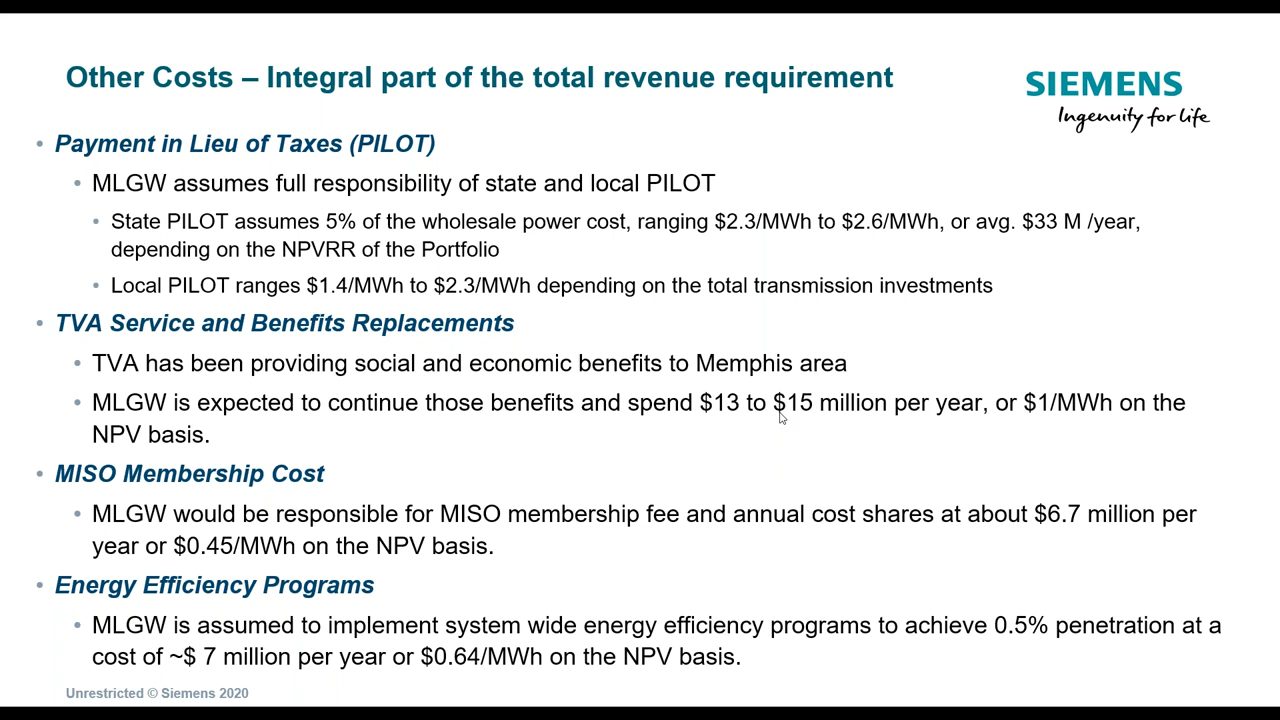 Other Costs – Integral part of the total revenue requirement
SIEMENS
Ingenuity for life
• Payment in Lieu of Taxes (PILOT)
• MLGW assumes full responsibility of state and local PILOT
• State PILOT assumes 5% of the wholesale power cost, ranging $2.3/MWh to $2.6/MWh, or avg. $33 M /year,
depending on the NPVRR of the Portfolio
• Local PILOT ranges $1.4/MWh to $2.3/MWh depending on the total transmission investments
• TVA Service and Benefits Replacements
• TVA has been providing social and economic benefits to Memphis area
• MLGW is expected to continue those benefits and spend $13 to $15 million per year, or $1/MWh on the
NPV basis.
• MISO Membership Cost
• MLGW would be responsible for MISO membership fee and annual cost shares at about $6.7 million per
year or $0.45/MWh on the NPV basis.
• Energy Efficiency Programs
• MLGW is assumed to implement system wide energy efficiency programs to achieve 0.5% penetration at a
cost of ~$ 7 million per year or $0.64/MWh on the NPV basis.
Unrestricted © Siemens 2020